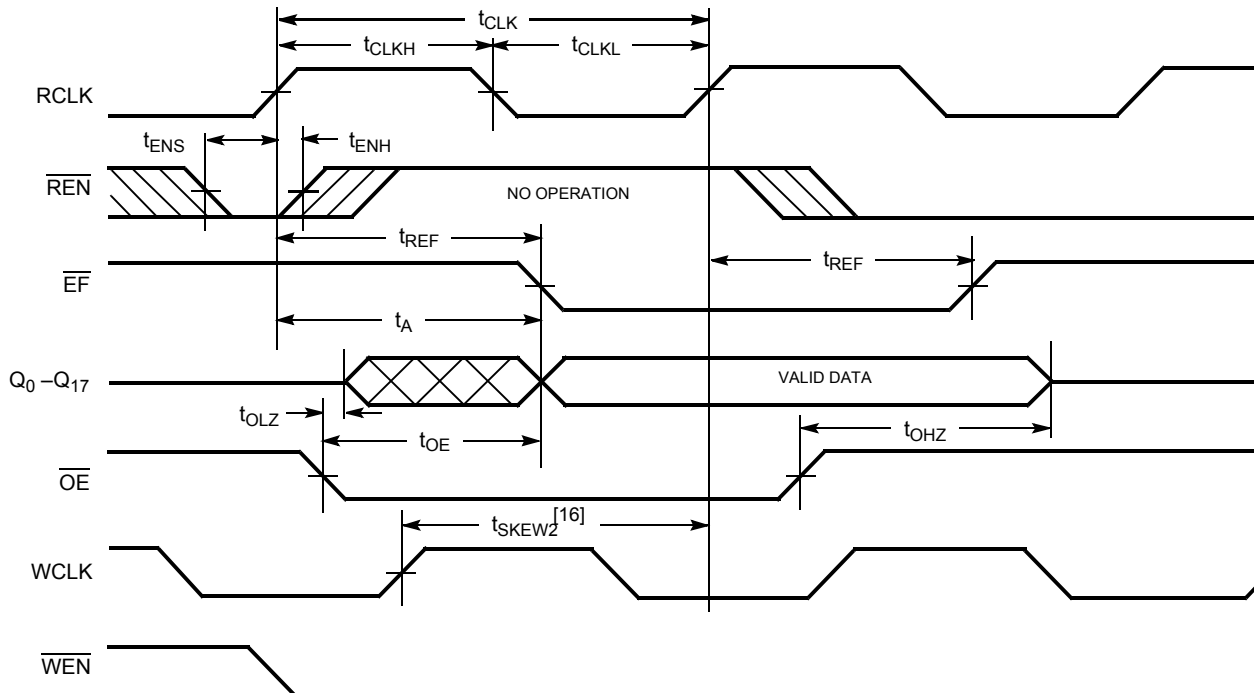 tCLK
tCLKH
tCLKL
RCLK
tENS
tENH
REN
NO OPERATION
tREF
tREF
EF
tA
Q0 –Q17
VALID DATA
tOLZ
tOE
tOHZ
OE
tSKEW2[16]
WCLK
WEN